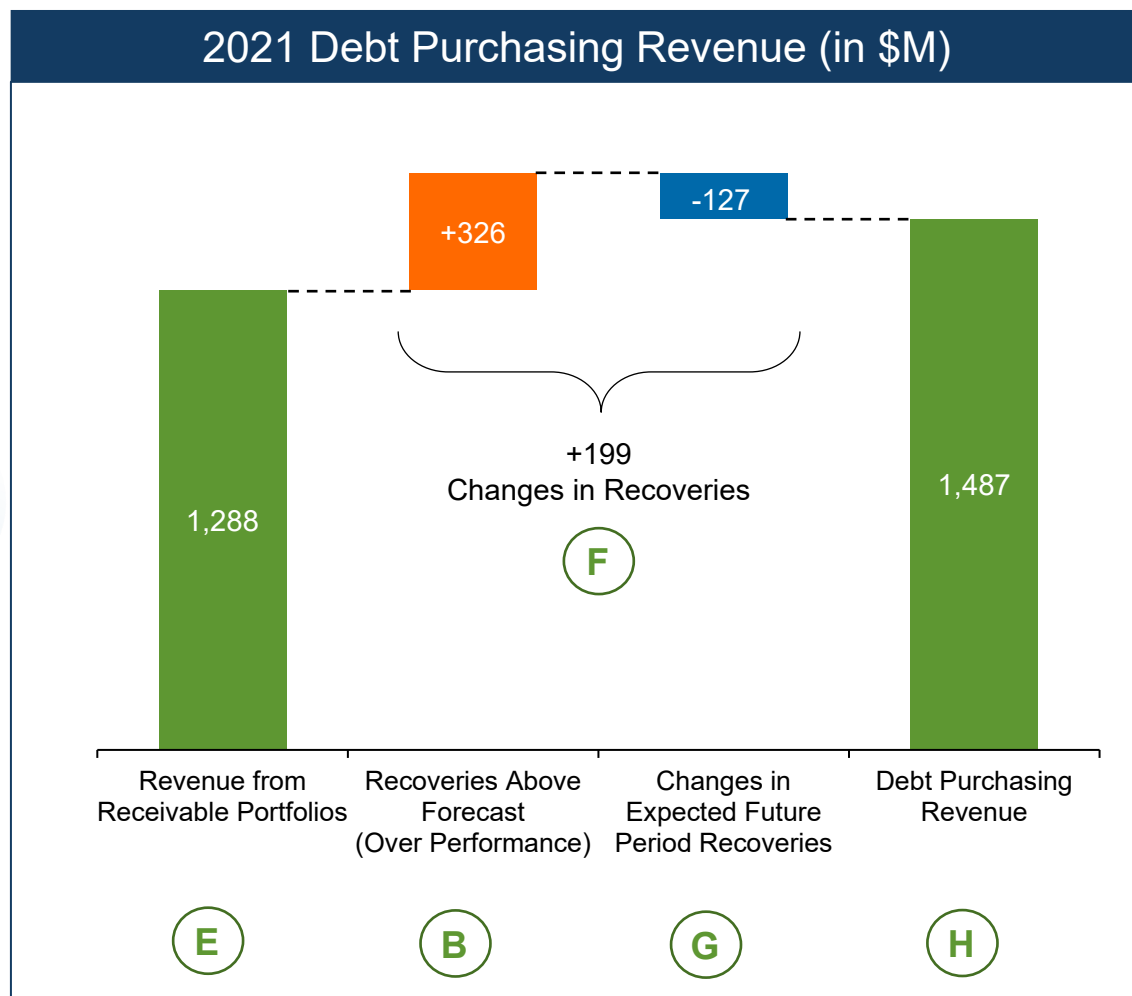 2021 Debt Purchasing Revenue (in $M)
+326
-127
+199
Changes in Recoveries
F
1,288
1,487
Revenue from
Receivable Portfolios
Recoveries Above
Forecast
(Over Performance)
Changes in
Expected Future
Period Recoveries
Debt Purchasing
Revenue
E
B
G
H